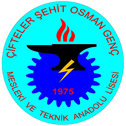 ÇİFTELER ŞEHİT OSMAN GENÇ
1975
MESLEKİ VE TEKNİK ANADOLU LİSESİ